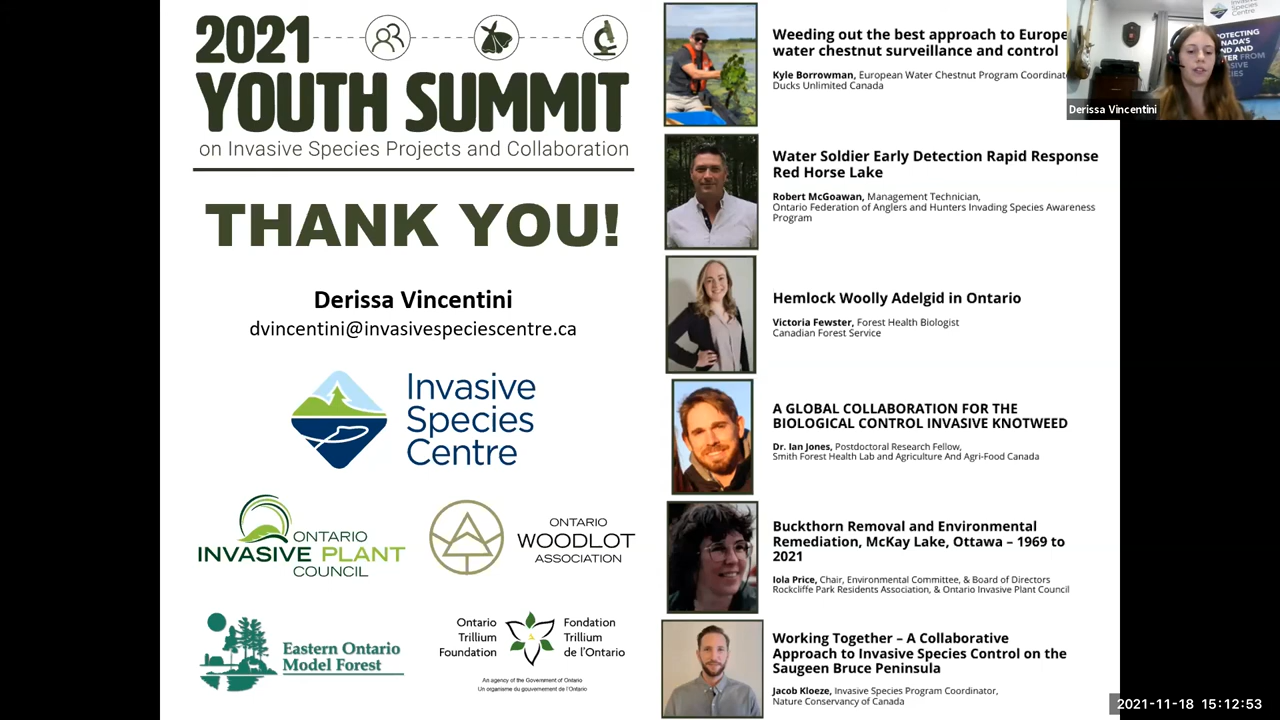 2021
YOUTH SUMMIT
on Invasive Species Projects and Collaboration
THANK YOU!
Derissa Vincentini
dvincentini@invasivespeciescentre.ca
Invasive
Species
Centre
ONTARIO
INVASIVE PLANT
COUNCIL
ONTARIO
WOODLOT
ASSOCIATION
Eastern Ontario
Model Forest
Ontario
Trillium
Foundation
Fondation
Trillium
de l'Ontario
An agency of the Government of Ontario
Un organisme du gouvernement de l'Ontario
Weeding out the best approach to Europe
water chestnut surveillance and control
Kyle Borrowman, European Water Chestnut Program Coordinato
Ducks Unlimited Canada
Water Soldier Early Detection Rapid Response
Red Horse Lake
Robert McGoawan, Management Technician,
Ontario Federation of Anglers and Hunters Invading Species Awareness
Program
Hemlock Woolly Adelgid in Ontario
Victoria Fewster, Forest Health Biologist
Canadian Forest Service
A GLOBAL COLLABORATION FOR THE
BIOLOGICAL CONTROL INVASIVE KNOTWEED
Dr. Ian Jones, Postdoctoral Research Fellow,
Smith Forest Health Lab and Agriculture And Agri-Food Canada
Buckthorn Removal and Environmental
Remediation, McKay Lake, Ottawa – 1969 to
2021
Iola Price, Chair, Environmental Committee, & Board of Directors
Rockcliffe Park Residents Association, & Ontario Invasive Plant Council
Working Together – A Collaborative
Approach to Invasive Species Control on the
Saugeen Bruce Peninsula
Jacob Kloeze, Invasive Species Program Coordinator,
Nature Conservancy of Canada
Invasive
Species
Centre
Derissa Vincentini
2021-11-18 15:12:53